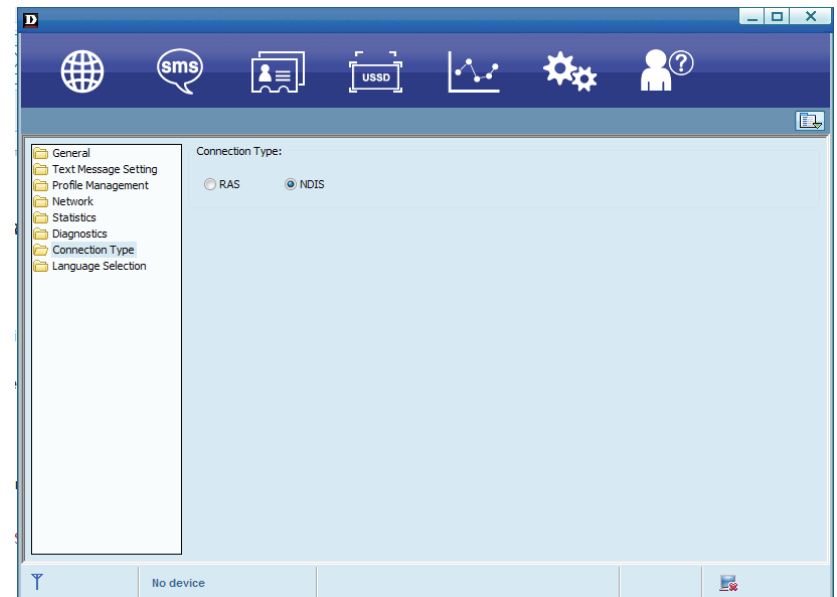 D
sms
USSD
?
General
Text Message Setting
Profile Management
Network
Statistics
Diagnostics
Connection Type
Language Selection
Connection Type:
RAS NDIS
No device